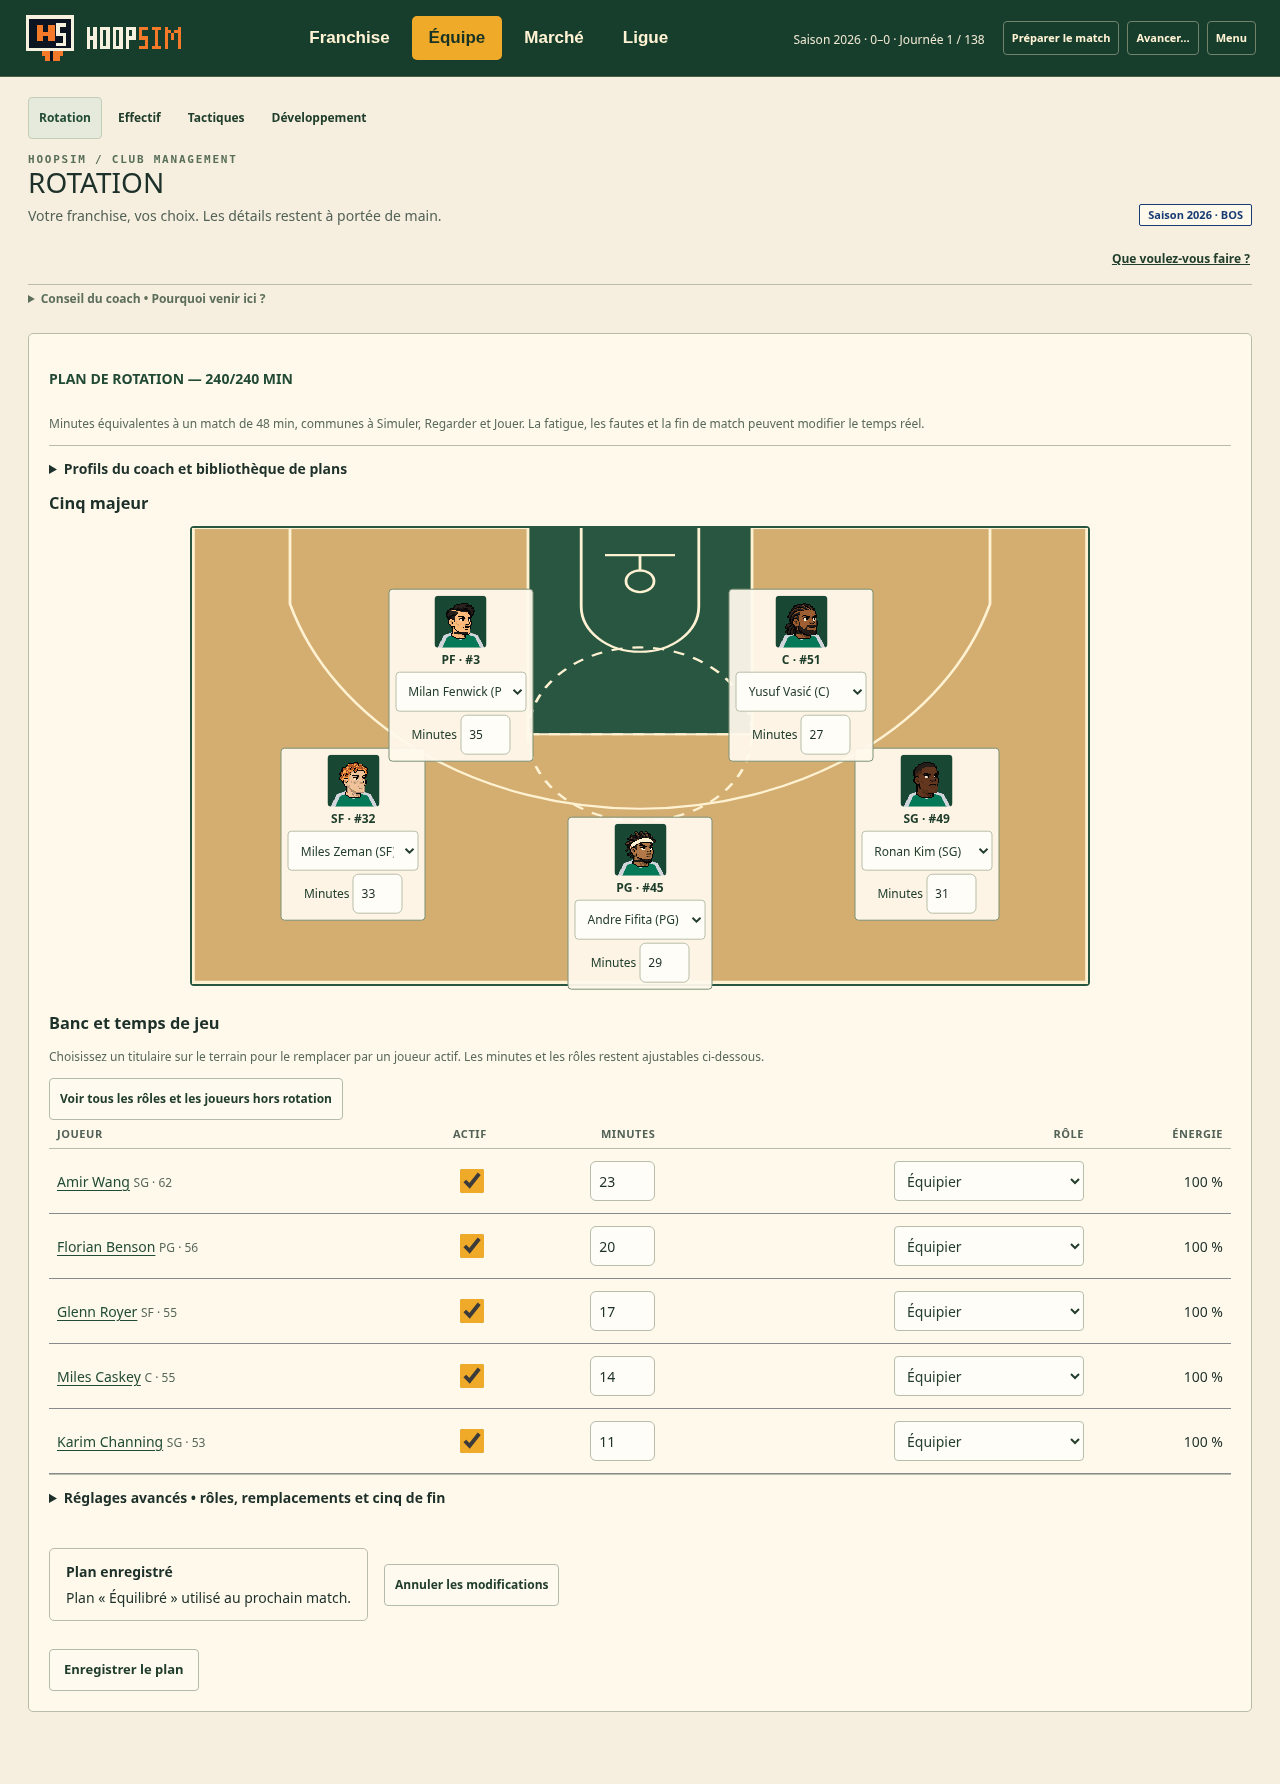 HS HOOPSIM
Franchise Équipe Marché Ligue
Saison 2026 · 0–0 · Journée 1 / 138
Préparer le match Avancer... Menu
Rotation Effectif Tactiques Développement
HOOPSIM / CLUB MANAGEMENT
ROTATION
Votre franchise, vos choix. Les détails restent à portée de main.
Saison 2026 · BOS
Que voulez-vous faire ?
Conseil du coach • Pourquoi venir ici ?
PLAN DE ROTATION — 240/240 MIN
Minutes équivalentes à un match de 48 min, communes à Simuler, Regarder et Jouer. La fatigue, les fautes et la fin de match peuvent modifier le temps réel.
Profils du coach et bibliothèque de plans
Cinq majeur
PF · #3
Milan Fenwick (P
Minutes 35
C · #51
Yusuf Vasić (C)
Minutes 27
SF · #32
Miles Zeman (SF)
Minutes 33
SG · #49
Ronan Kim (SG)
Minutes 31
PG · #45
Andre Fifita (PG)
Minutes 29
Banc et temps de jeu
Choisissez un titulaire sur le terrain pour le remplacer par un joueur actif. Les minutes et les rôles restent ajustables ci-dessous.
Voir tous les rôles et les joueurs hors rotation
JOUEUR ACTIF MINUTES RÔLE ÉNERGIE
Amir Wang SG · 62 23 Équipier 100 %
Florian Benson PG · 56 20 Équipier 100 %
Glenn Royer SF · 55 17 Équipier 100 %
Miles Caskey C · 55 14 Équipier 100 %
Karim Channing SG · 53 11 Équipier 100 %
Réglages avancés • rôles, remplacements et cinq de fin
Plan enregistré
Plan « Équilibré » utilisé au prochain match.
Annuler les modifications
Enregistrer le plan